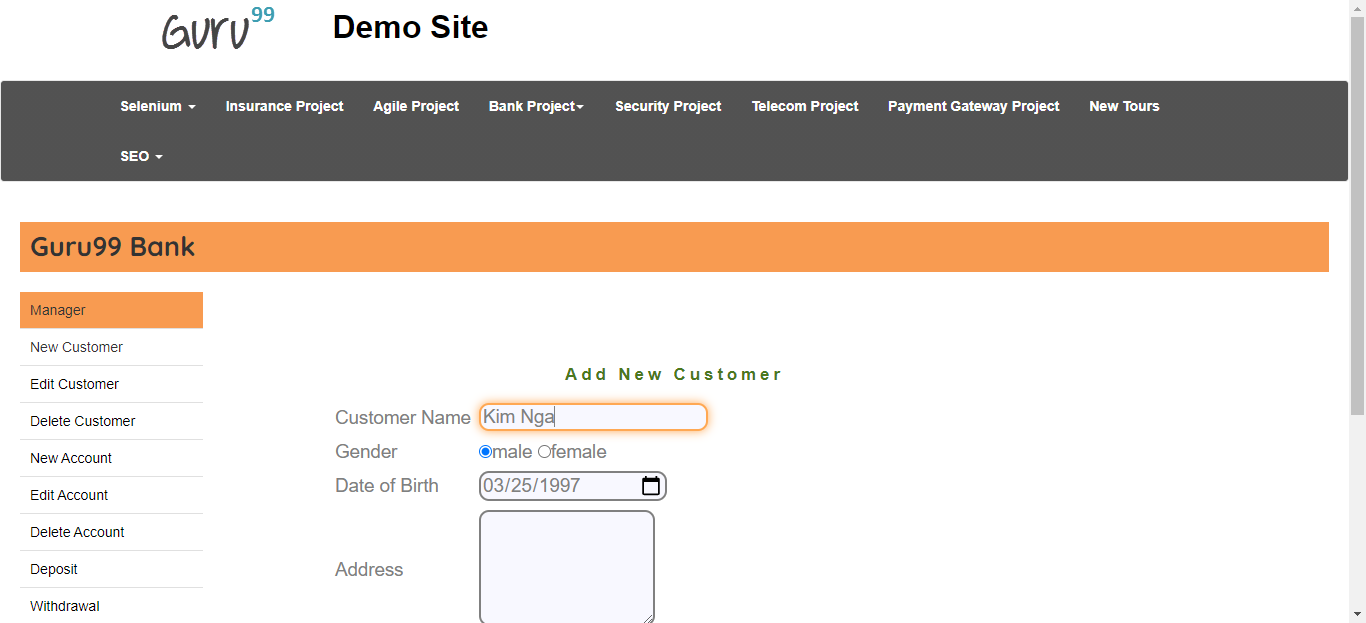 Guru99
Demo Site
Selenium Insurance Project Agile Project Bank Project Security Project Telecom Project Payment Gateway Project New Tours
SEO
Guru99 Bank
Manager
New Customer
Edit Customer
Delete Customer
New Account
Edit Account
Delete Account
Deposit
Withdrawal
Add New Customer
Customer Name Kim Nga
Gender male female
Date of Birth 03/25/1997
Address